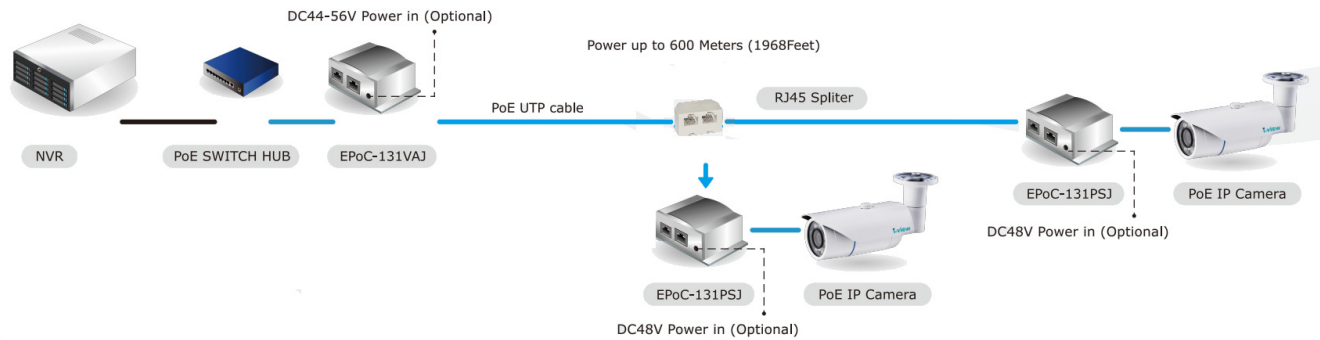 DC44-56V Power in (Optional)
Power up to 600 Meters (1968Feet)
PoE UTP cable
RJ45 Spliter
i-view
NVR
PoE SWITCH HUB
EPoC-131VAJ
EPoC-131PSJ
PoE IP Camera
DC48V Power in (Optional)
i-view
EPoC-131PSJ
PoE IP Camera
DC48V Power in (Optional)